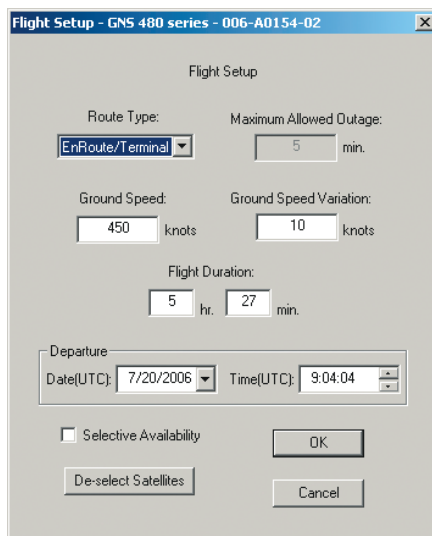 Flight Setup - GNS 480 series - 006-A0154-02
Flight Setup
Route Type: Maximum Allowed Outage:
EnRoute/Terminal 5 min.
Ground Speed: Ground Speed Variation:
450 knots 10 knots
Flight Duration:
5 hr. 27 min.
Departure
Date(UTC): 7/20/2006 Time(UTC): 9:04:04
Selective Availability OK
De-select Satellites
Cancel